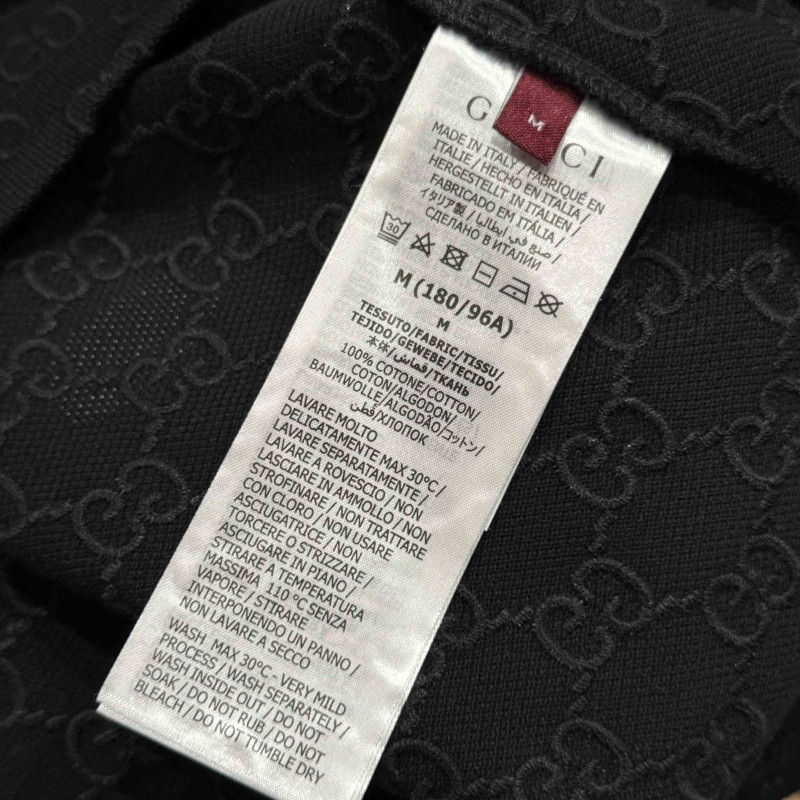 G CI
M
MADE IN ITALY / FABRIQUÉ EN
ITALIE / HECHO EN ITALIA /
HERGESTELLT IN ITALIEN /
FABRICADO EM ITÁLIA /
イタリア製 / صنع في ايطاليا /
СДЕЛАНО В ИТАЛИИ
30
M (180/96A)
M
TESSUTO/FABRIC/TISSU/
TEJIDO/GEWEBE/TECIDO/
本体/قماش/ТКАНЬ
100% COTONE/COTTON/
COTON/ALGODON/
BAUMWOLLE/ALGODÃO/コットン/
قطن/ХЛОПОК
LAVARE MOLTO
DELICATAMENTE MAX 30°C/
LAVARE SEPARATAMENTE /
LAVARE A ROVESCIO / NON
LASCIARE IN AMMOLLO / NON
STROFINARE / NON TRATTARE
CON CLORO / NON USARE
ASCIUGATRICE / NON
TORCERE O STRIZZARE /
ASCIUGARE IN PIANO /
STIRARE A TEMPERATURA
MASSIMA 110 °C SENZA
VAPORE / STIRARE
INTERPONENDO UN PANNO /
NON LAVARE A SECCO
WASH MAX 30°C - VERY MILD
PROCESS / WASH SEPARATELY /
WASH INSIDE OUT / DO NOT
SOAK / DO NOT RUB / DO NOT
BLEACH / DO NOT TUMBLE DRY